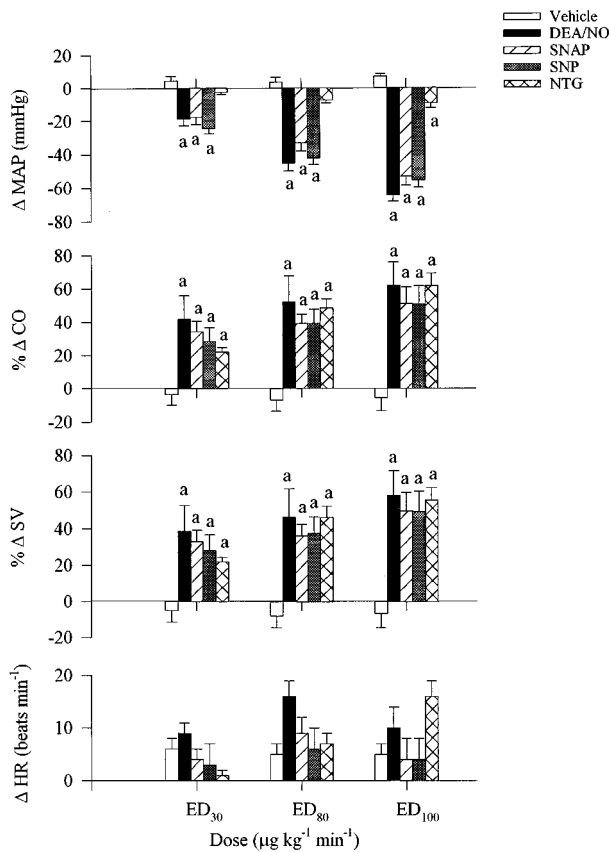 Vehicle
DEA/NO
SNAP
SNP
NTG
Δ MAP (mmHg)
20
0
-20
-40
-60
-80
a a a
a a a
a a a a
% Δ CO
80
60
40
20
0
-20
a a a a
a a a a
a a a a
% Δ SV
80
60
40
20
0
-20
a a a a
a a a a
a a a a
Δ HR (beats min⁻¹)
20
10
0
ED₃₀ ED₈₀ ED₁₀₀
Dose (μg kg⁻¹ min⁻¹)